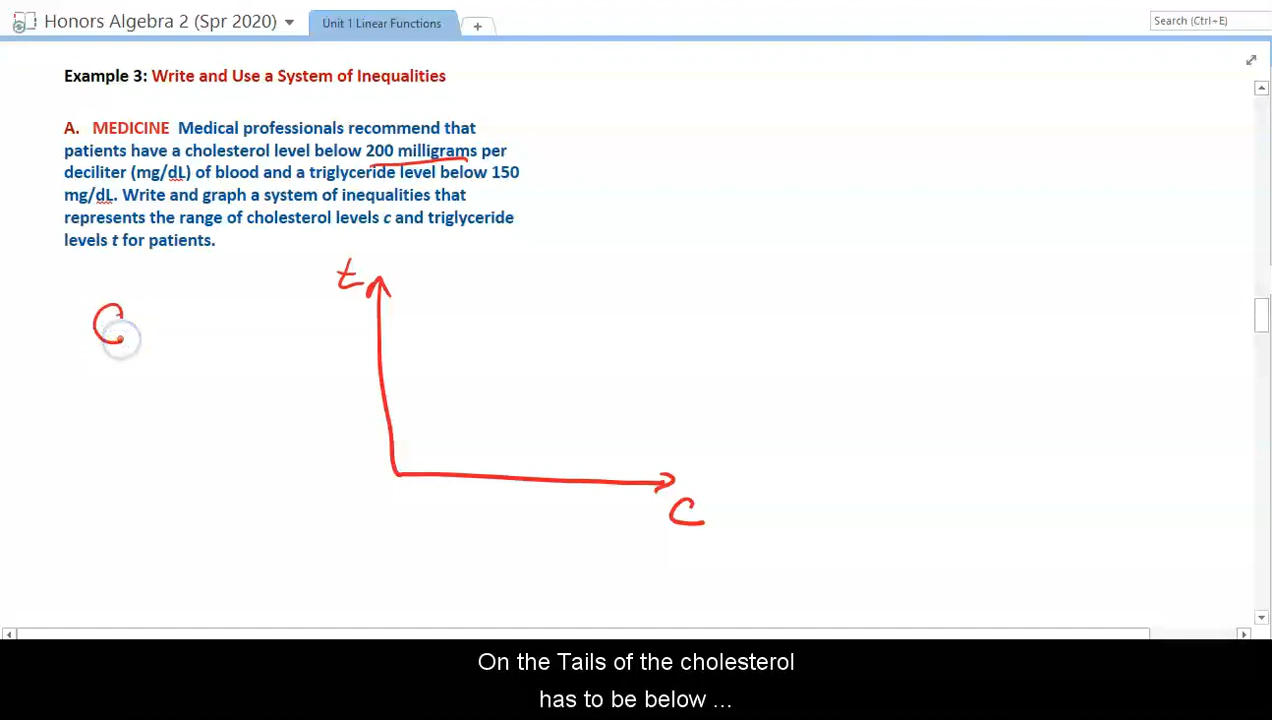 Honors Algebra 2 (Spr 2020)
Unit 1 Linear Functions
+
Search (Ctrl+E)
Example 3: Write and Use a System of Inequalities
A. MEDICINE Medical professionals recommend that
patients have a cholesterol level below 200 milligrams per
deciliter (mg/dL) of blood and a triglyceride level below 150
mg/dL. Write and graph a system of inequalities that
represents the range of cholesterol levels c and triglyceride
levels t for patients.
t
C
C
On the Tails of the cholesterol
has to be below ...